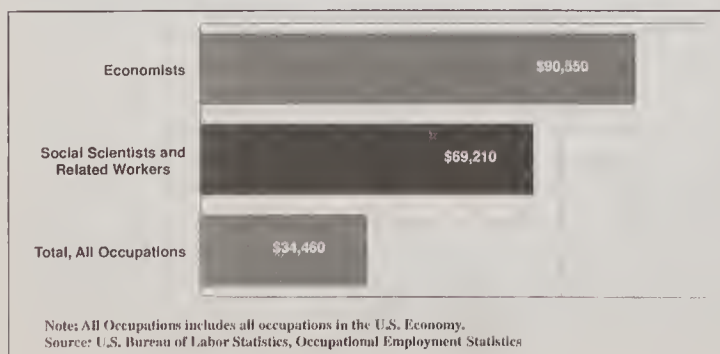 Economists
$90,550
Social Scientists and
Related Workers
$69,210
Total, All Occupations
$34,460
Note: All Occupations includes all occupations in the U.S. Economy.
Source: U.S. Bureau of Labor Statistics, Occupational Employment Statistics